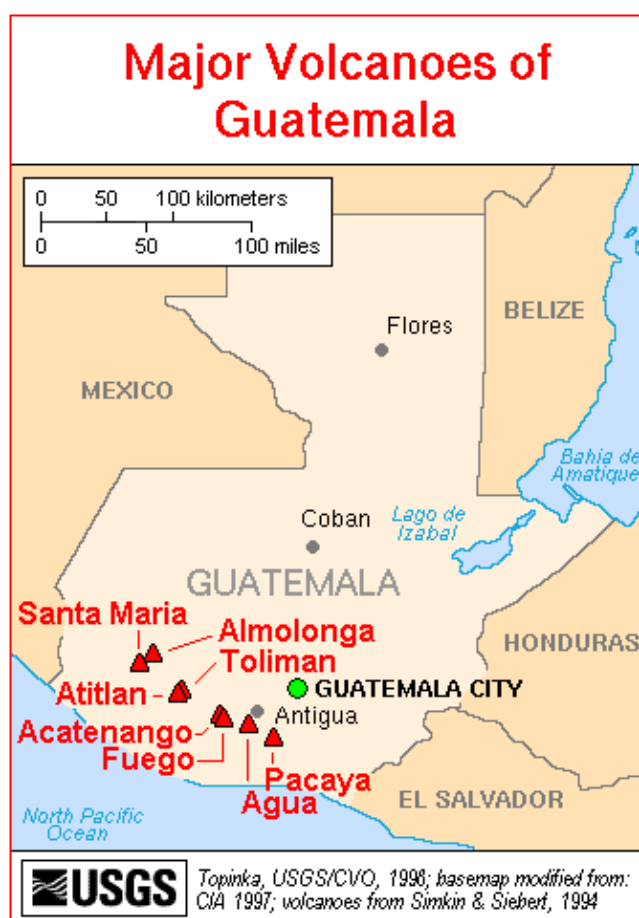 Major Volcanoes of
Guatemala
0 50 100 kilometers
0 50 100 miles
Flores
BELIZE
MEXICO
Bahia de
Amatique
Coban
Lago de
Izabal
GUATEMALA
Santa Maria
Almolonga
HONDURAS
Toliman
Atitlan
GUATEMALA CITY
Antigua
Acatenango
Fuego
Pacaya
Agua
EL SALVADOR
North Pacific
Ocean
USGS
Topinka, USGS/CVO, 1998; basemap modified from:
CIA 1997; volcanoes from Simkin & Siebert, 1994